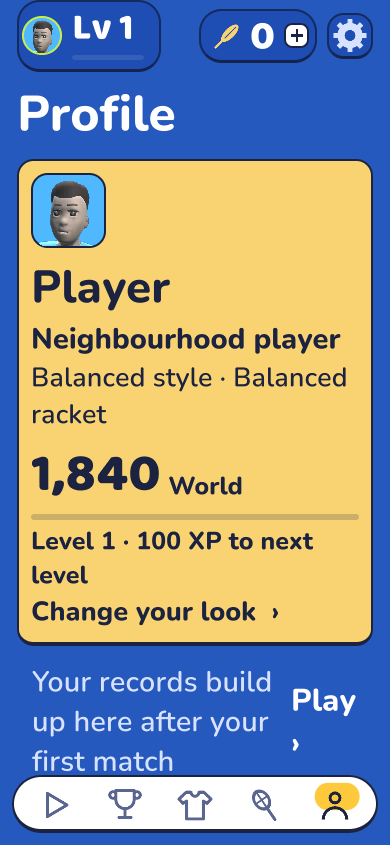 Lv 1
0
Profile
Player
Neighbourhood player
Balanced style · Balanced
racket
1,840 World
Level 1 · 100 XP to next
level
Change your look ›
Your records build
up here after your
first match
Play
›